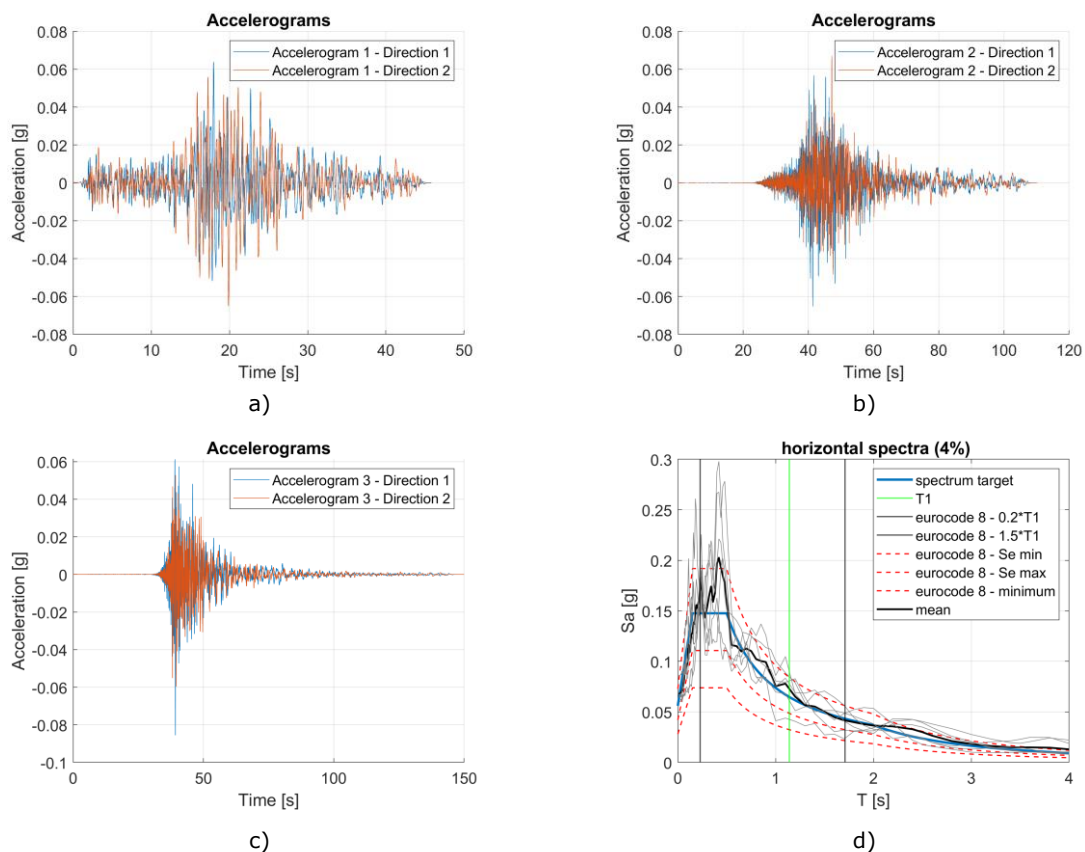 Accelerograms
0.08
0.06
0.04
0.02
0
-0.02
-0.04
-0.06
-0.08
Acceleration [g]
Accelerogram 1 - Direction 1
Accelerogram 1 - Direction 2
0 10 20 30 40 50
Time [s]
a)
Accelerograms
0.08
0.06
0.04
0.02
0
-0.02
-0.04
-0.06
-0.08
Acceleration [g]
Accelerogram 2 - Direction 1
Accelerogram 2 - Direction 2
0 20 40 60 80 100 120
Time [s]
b)
Accelerograms
0.06
0.04
0.02
0
-0.02
-0.04
-0.06
-0.1
Acceleration [g]
Accelerogram 3 - Direction 1
Accelerogram 3 - Direction 2
0 50 100 150
Time [s]
c)
horizontal spectra (4%)
0.3
0.25
0.2
0.15
0.1
0.05
0
Sa [g]
spectrum target
T1
eurocode 8 - 0.2*T1
eurocode 8 - 1.5*T1
eurocode 8 - Se min
eurocode 8 - Se max
eurocode 8 - minimum
mean
0 1 2 3 4
T [s]
d)